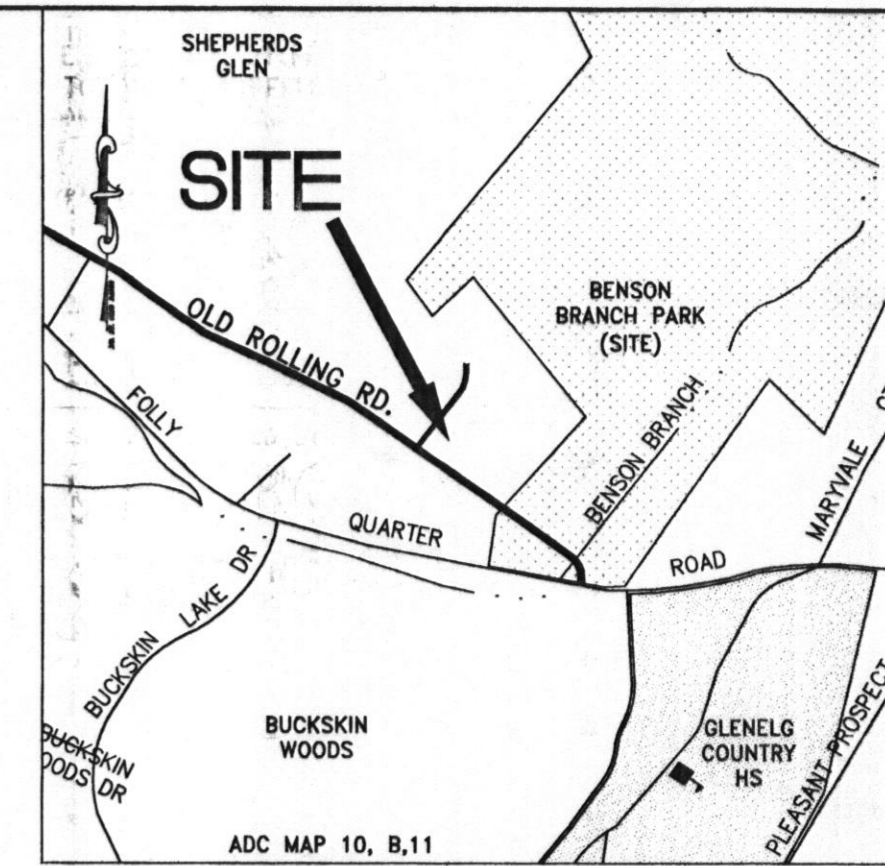 SHEPHERDS
GLEN
SITE
OLD ROLLING RD.
BENSON
BRANCH PARK
(SITE)
FOLLY
QUARTER
ROAD
BENSON BRANCH
MARYVALE
BUCKSKIN LAKE DR
BUCKSKIN
OODS DR
BUCKSKIN
WOODS
GLENELG
COUNTRY
HS
PLEASANT PROSPECT
ADC MAP 10, B,11